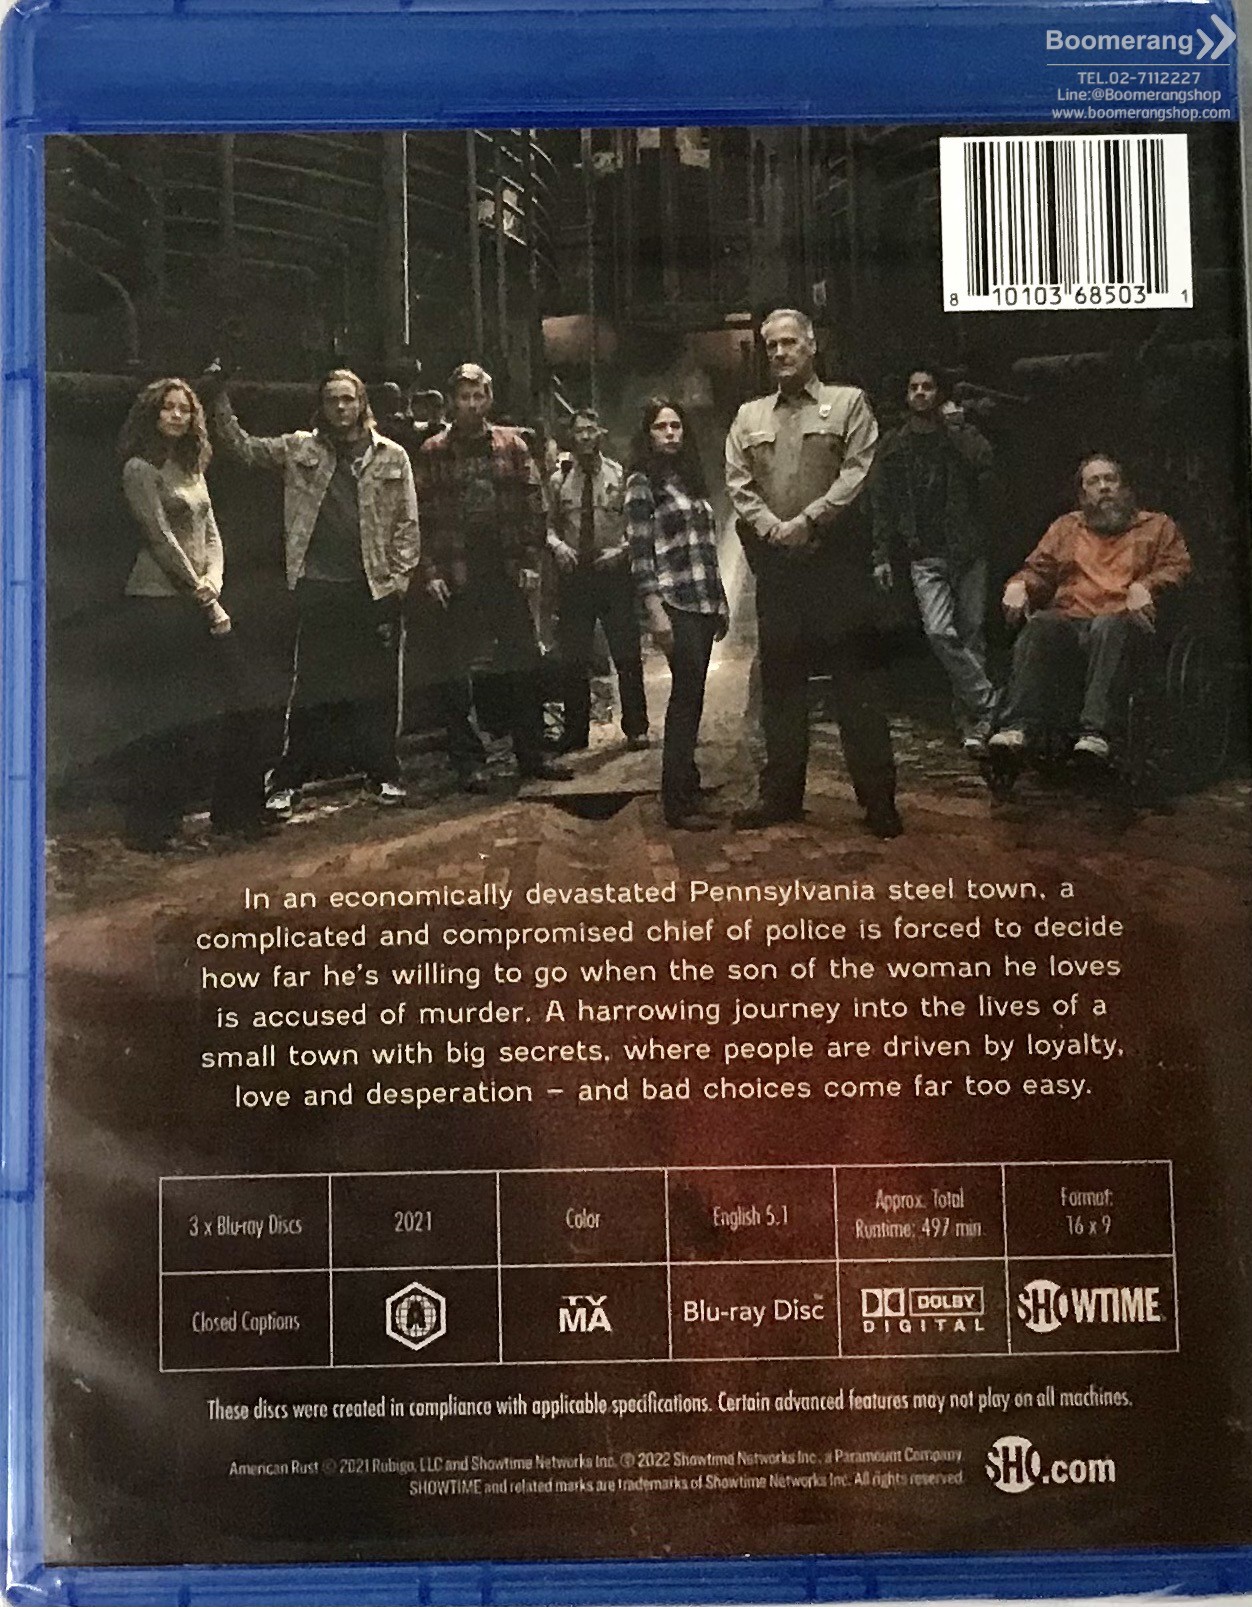 Boomerang
TEL.02-7112227
Line:@Boomerangshop
www.boomerangshop.com
8 10103 68503 1
In an economically devastated Pennsylvania steel town, a
complicated and compromised chief of police is forced to decide
how far he's willing to go when the son of the woman he loves
is accused of murder. A harrowing journey into the lives of a
small town with big secrets, where people are driven by loyalty,
love and desperation – and bad choices come far too easy.
3 x Blu-ray Discs
2021
Color
English 5.1
Approx. Total
Runtime: 497 min.
Format:
16 x 9
Closed Captions
A
TV
MA
Blu-ray Disc™
DOLBY
DIGITAL
SHOWTIME
These discs were created in compliance with applicable specifications. Certain advanced features may not play on all machines.
American Rust © 2021 Rubigo, LLC and Showtime Networks Inc. ℗ 2022 Showtime Networks Inc., a Paramount Company.
SHOWTIME and related marks are trademarks of Showtime Networks Inc. All rights reserved.
SHO.com